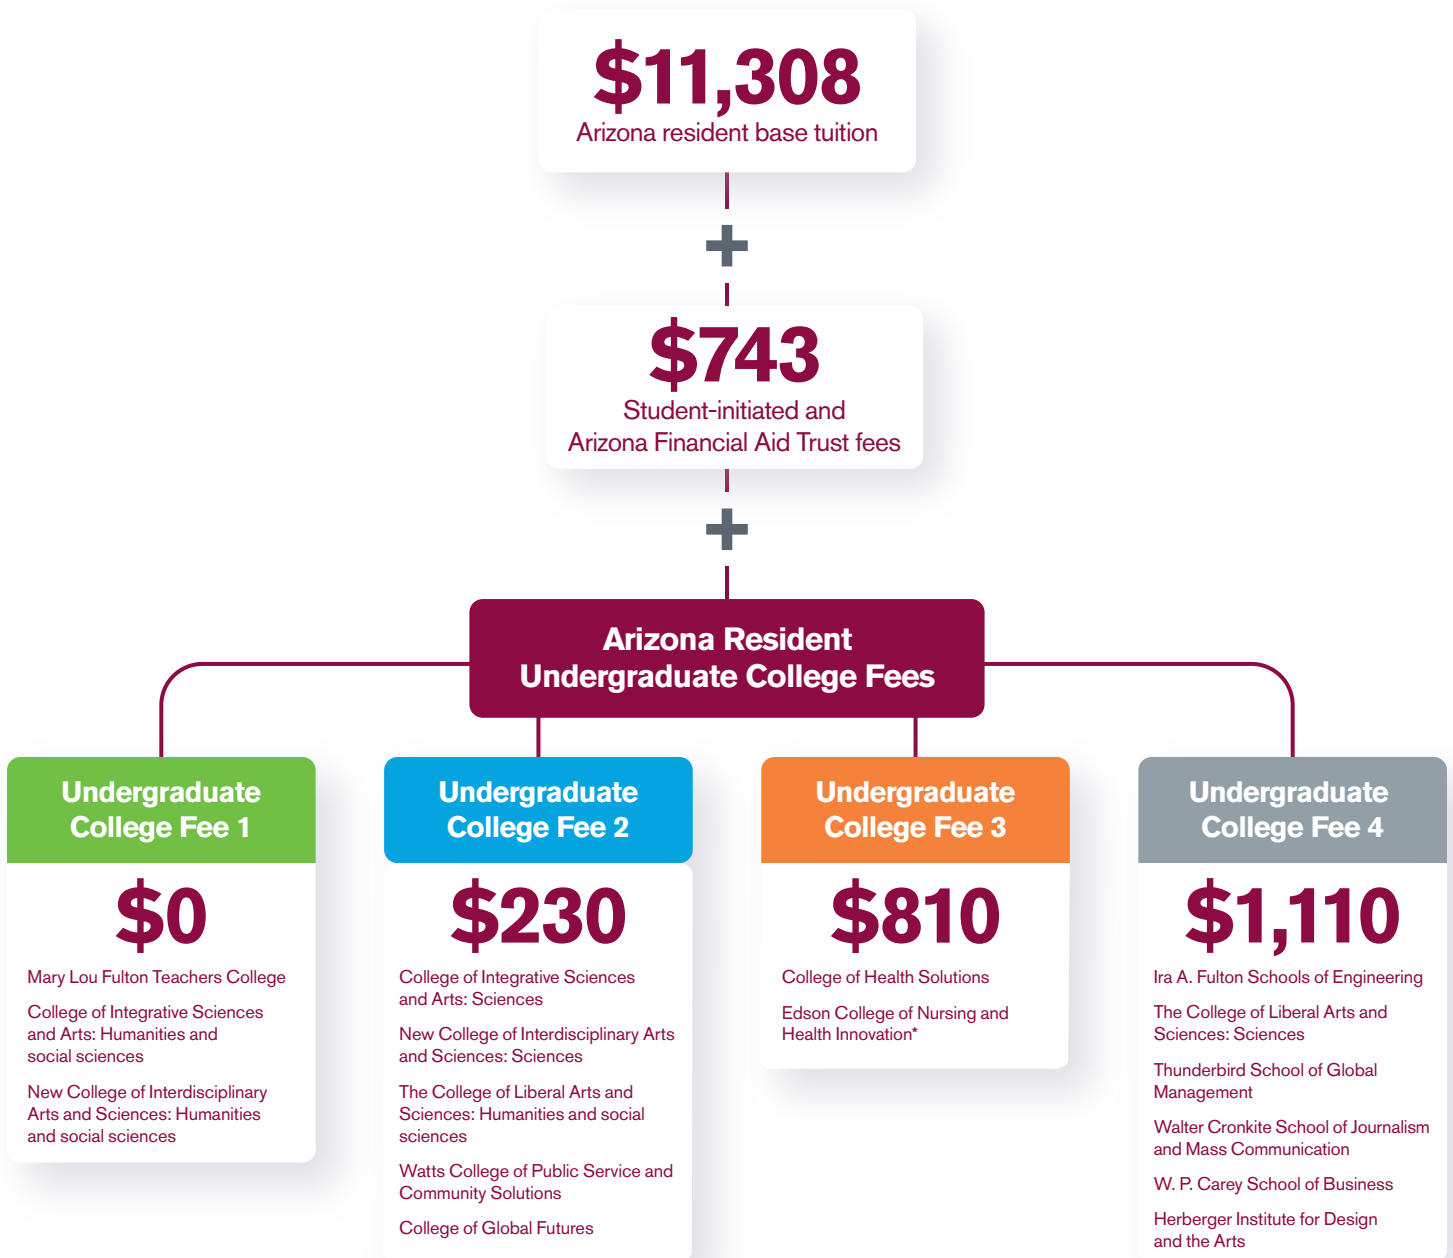 $11,308
Arizona resident base tuition
+
$743
Student-initiated and
Arizona Financial Aid Trust fees
+
Arizona Resident
Undergraduate College Fees
Undergraduate
College Fee 1
$0
Mary Lou Fulton Teachers College
College of Integrative Sciences
and Arts: Humanities and
social sciences
New College of Interdisciplinary
Arts and Sciences: Humanities
and social sciences
Undergraduate
College Fee 2
$230
College of Integrative Sciences
and Arts: Sciences
New College of Interdisciplinary Arts
and Sciences: Sciences
The College of Liberal Arts and
Sciences: Humanities and social
sciences
Watts College of Public Service and
Community Solutions
College of Global Futures
Undergraduate
College Fee 3
$810
College of Health Solutions
Edson College of Nursing and
Health Innovation*
Undergraduate
College Fee 4
$1,110
Ira A. Fulton Schools of Engineering
The College of Liberal Arts and
Sciences: Sciences
Thunderbird School of Global
Management
Walter Cronkite School of Journalism
and Mass Communication
W. P. Carey School of Business
Herberger Institute for Design
and the Arts